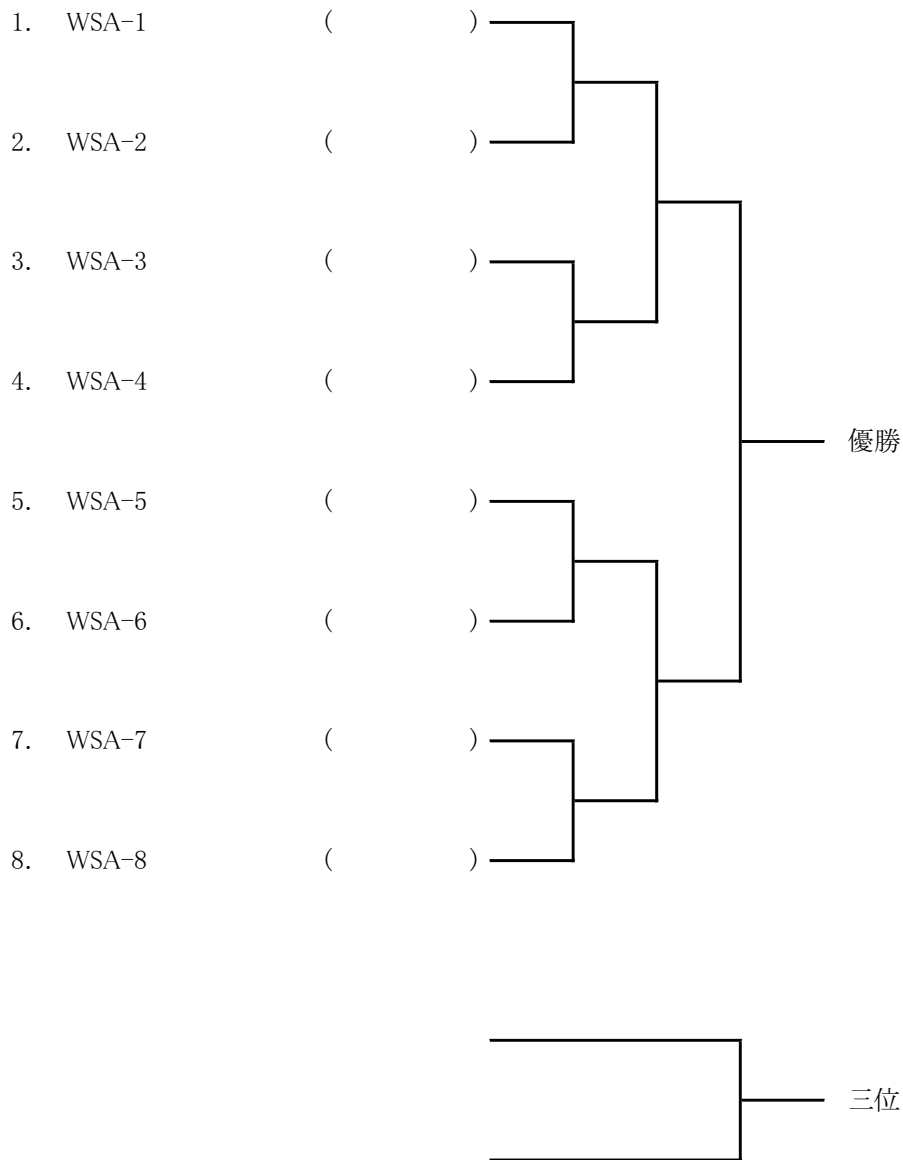 1. WSA-1 ( )
2. WSA-2 ( )
3. WSA-3 ( )
4. WSA-4 ( )
優勝
5. WSA-5 ( )
6. WSA-6 ( )
7. WSA-7 ( )
8. WSA-8 ( )
三位